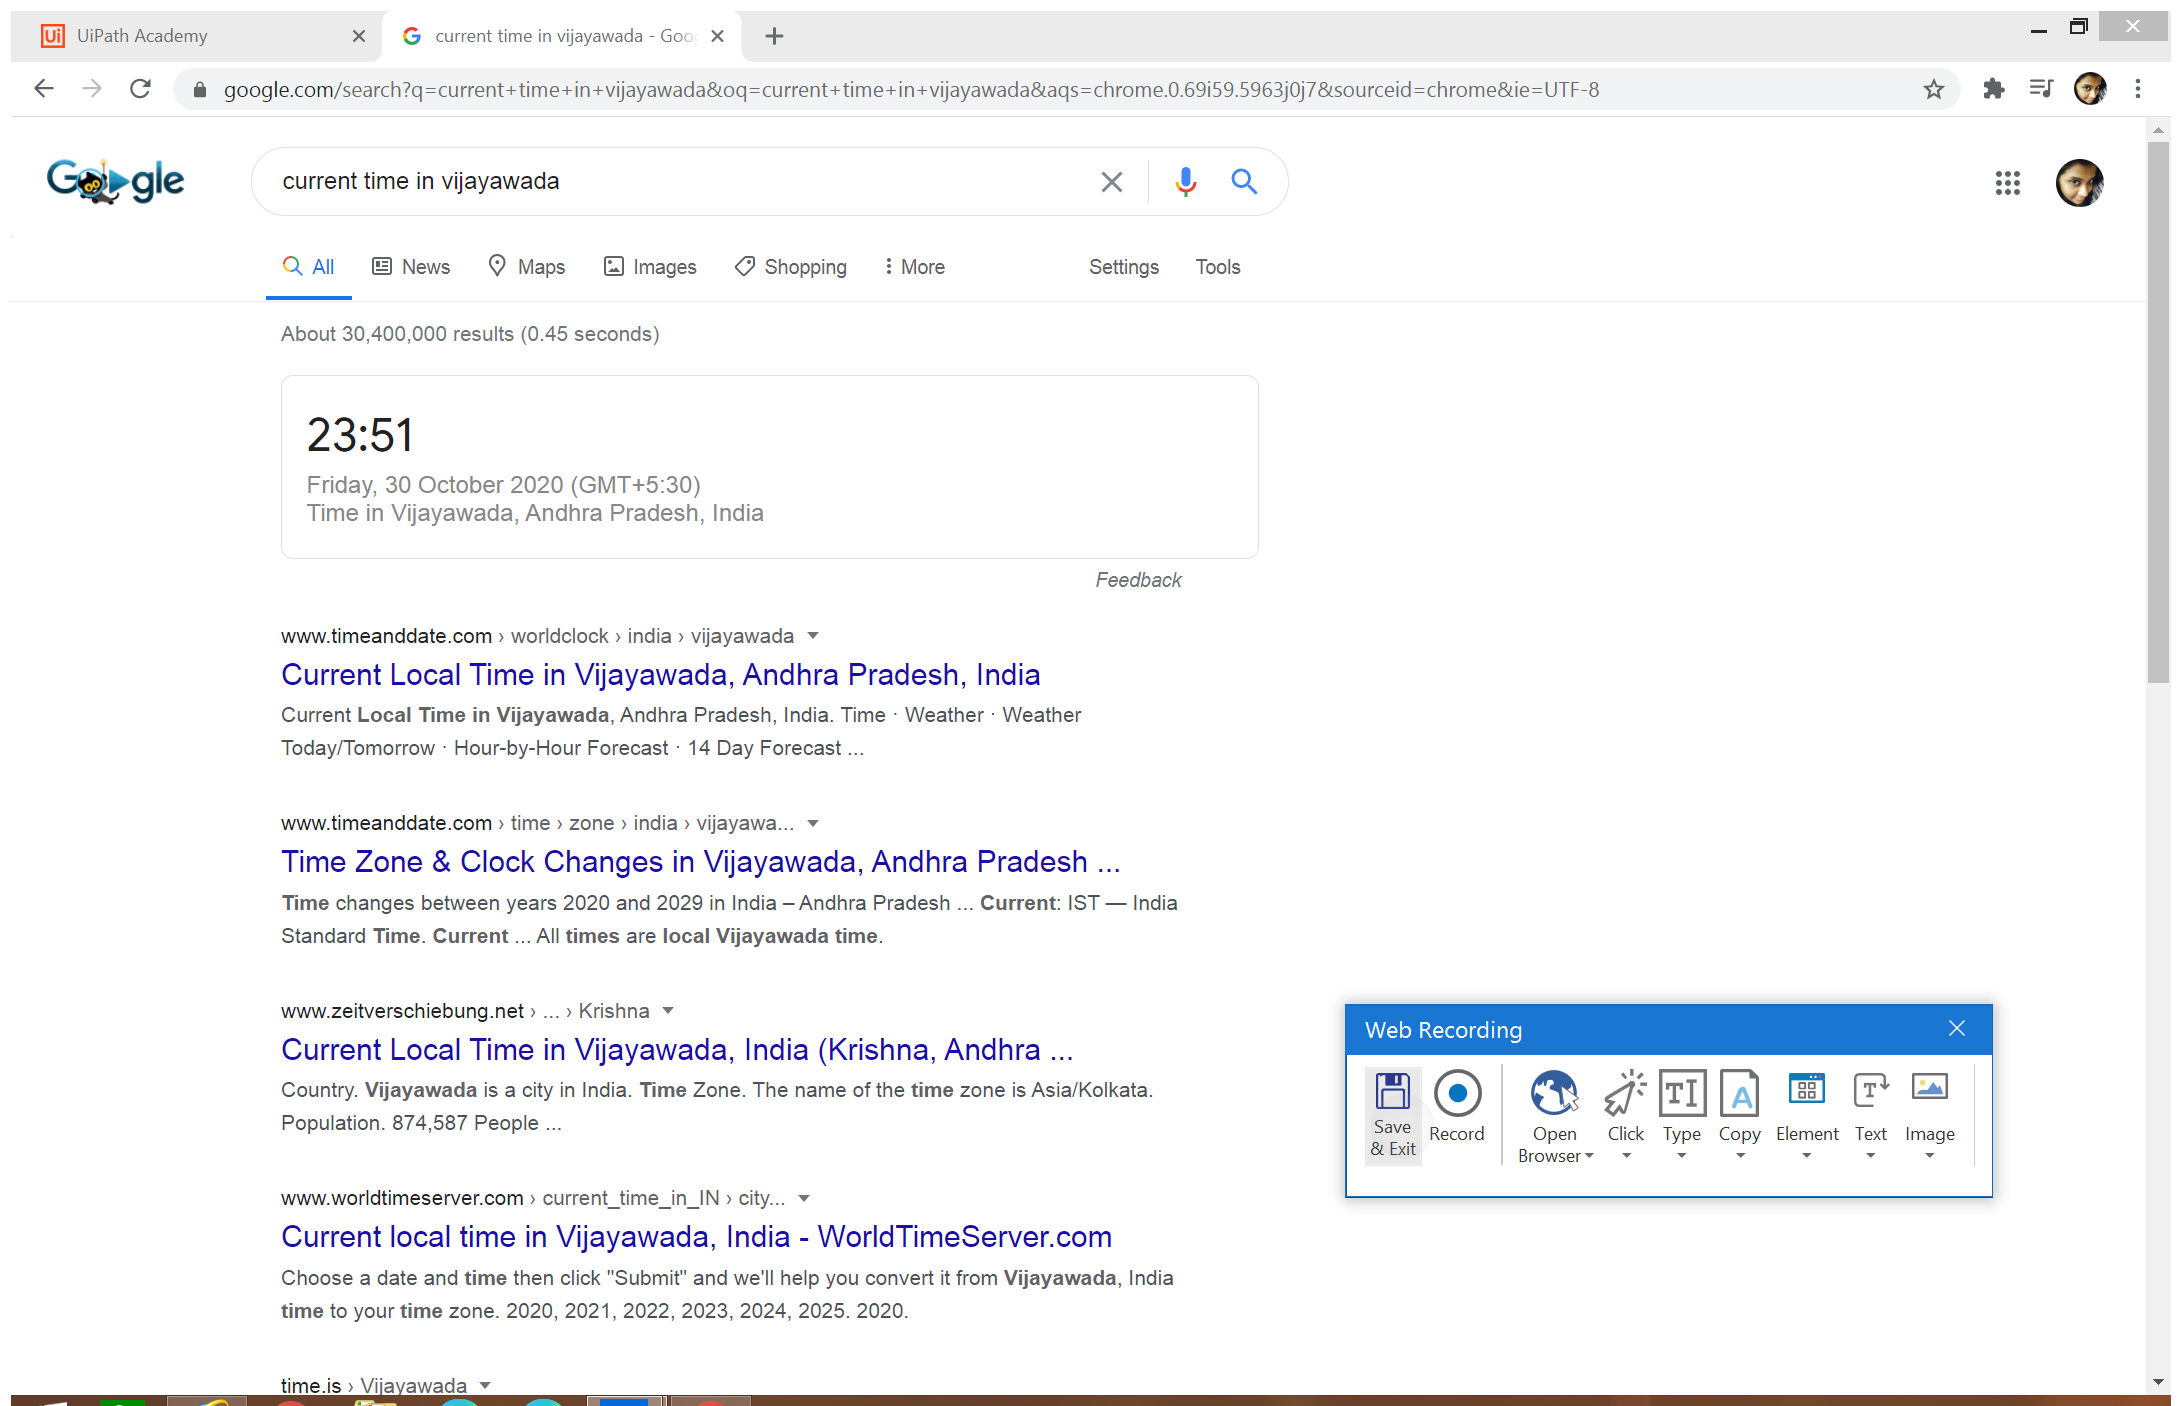 UiPath Academy
current time in vijayawada - Goo
google.com/search?q=current+time+in+vijayawada&oq=current+time+in+vijayawada&aqs=chrome.0.69i59.5963j0j7&sourceid=chrome&ie=UTF-8
Google
current time in vijayawada
All News Maps Images Shopping More Settings Tools
About 30,400,000 results (0.45 seconds)
23:51
Friday, 30 October 2020 (GMT+5:30)
Time in Vijayawada, Andhra Pradesh, India
Feedback
www.timeanddate.com › worldclock › india › vijayawada
Current Local Time in Vijayawada, Andhra Pradesh, India
Current Local Time in Vijayawada, Andhra Pradesh, India. Time · Weather · Weather
Today/Tomorrow · Hour-by-Hour Forecast · 14 Day Forecast ...
www.timeanddate.com › time › zone › india › vijayawa...
Time Zone & Clock Changes in Vijayawada, Andhra Pradesh ...
Time changes between years 2020 and 2029 in India – Andhra Pradesh ... Current: IST — India
Standard Time. Current ... All times are local Vijayawada time.
www.zeitverschiebung.net › ... › Krishna
Current Local Time in Vijayawada, India (Krishna, Andhra ...
Country. Vijayawada is a city in India. Time Zone. The name of the time zone is Asia/Kolkata.
Population. 874,587 People ...
www.worldtimeserver.com › current_time_in_IN › city...
Current local time in Vijayawada, India - WorldTimeServer.com
Choose a date and time then click "Submit" and we'll help you convert it from Vijayawada, India
time to your time zone. 2020, 2021, 2022, 2023, 2024, 2025. 2020.
time.is › Vijayawada
Web Recording
Save
& Exit
Record
Open
Browser
Click
Type
Copy
Element
Text
Image